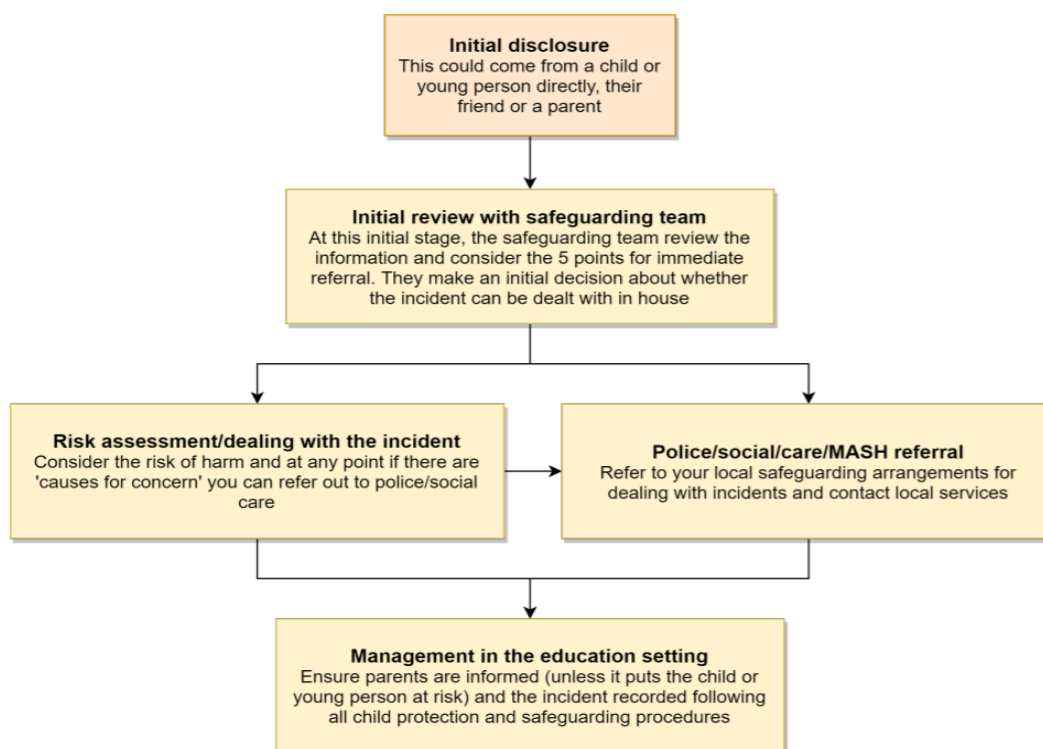 Initial disclosure
This could come from a child or
young person directly, their
friend or a parent
Initial review with safeguarding team
At this initial stage, the safeguarding team review the
information and consider the 5 points for immediate
referral. They make an initial decision about whether
the incident can be dealt with in house
Risk assessment/dealing with the incident
Consider the risk of harm and at any point if there are
'causes for concern' you can refer out to police/social
care
Police/social/care/MASH referral
Refer to your local safeguarding arrangements for
dealing with incidents and contact local services
Management in the education setting
Ensure parents are informed (unless it puts the child or
young person at risk) and the incident recorded following
all child protection and safeguarding procedures